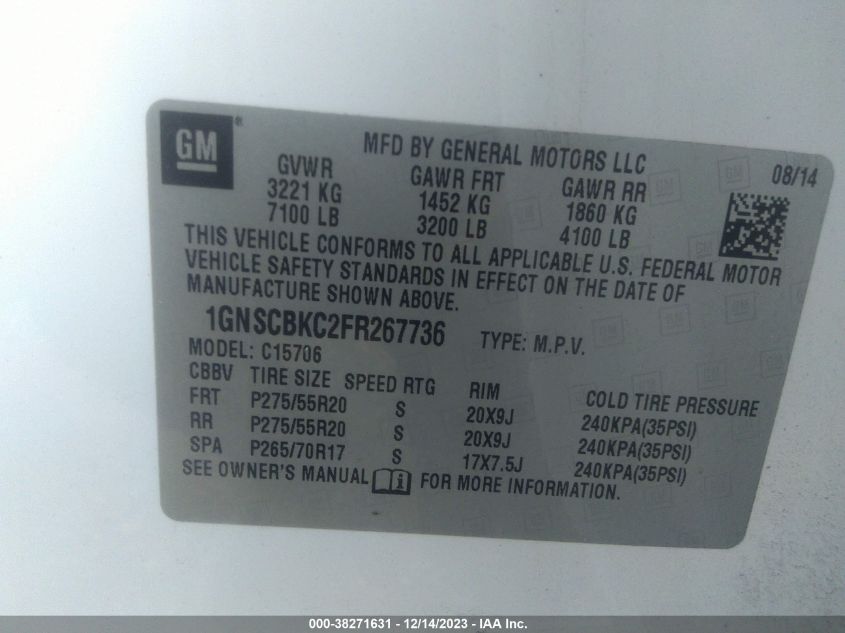 GM®
MFD BY GENERAL MOTORS LLC
08/14
GVWR GAWR FRT GAWR RR
3221 KG 1452 KG 1860 KG
7100 LB 3200 LB 4100 LB
THIS VEHICLE CONFORMS TO ALL APPLICABLE U.S. FEDERAL MOTOR
VEHICLE SAFETY STANDARDS IN EFFECT ON THE DATE OF
MANUFACTURE SHOWN ABOVE.
1GNSCBKC2FR267736 TYPE: M.P.V.
MODEL: C15706
CBBV TIRE SIZE SPEED RTG RIM COLD TIRE PRESSURE
FRT P275/55R20 S 20X9J 240KPA(35PSI)
RR P275/55R20 S 20X9J 240KPA(35PSI)
SPA P265/70R17 S 17X7.5J 240KPA(35PSI)
SEE OWNER'S MANUAL i FOR MORE INFORMATION.
000-38271631 - 12/14/2023 - IAA Inc.